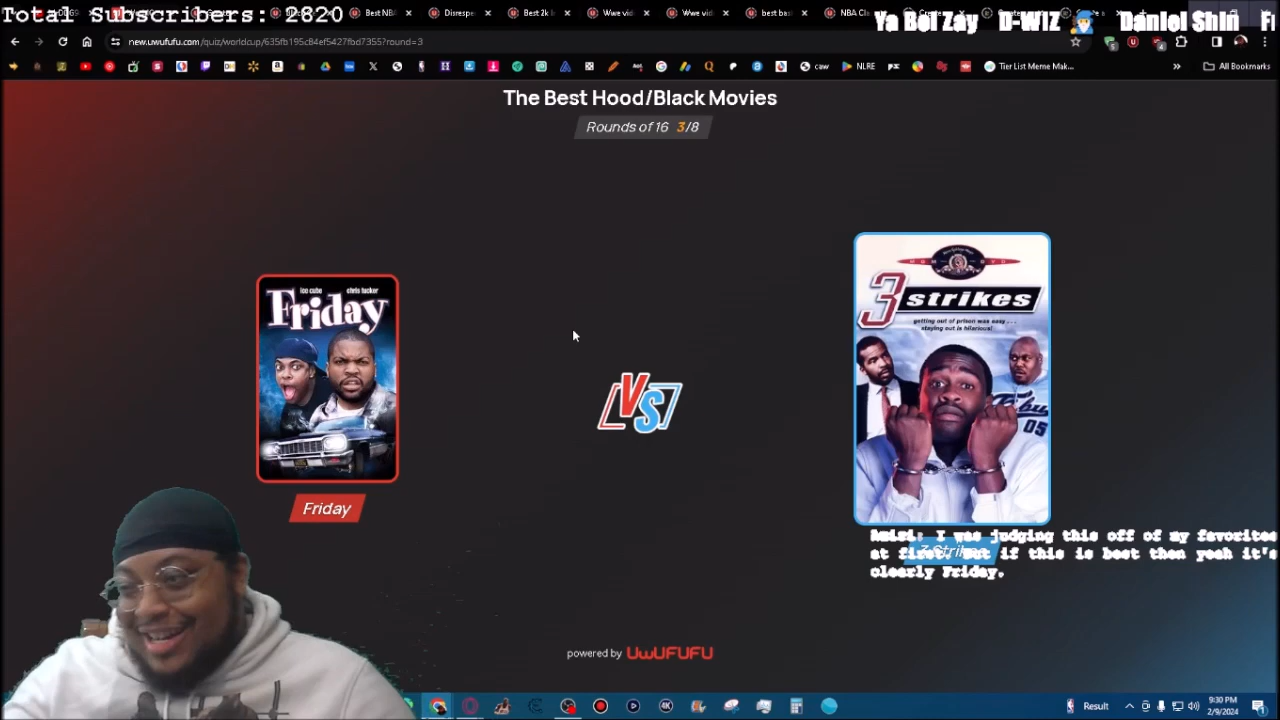 Total Subscribers: 2820
Ya Boi Zay D-WIZ Daniel Shin
new.uwufufu.com/quiz/worldcup/635fb195c84ef5427fbd7355?round=3
NLRE
Tier List Meme Mak...
All Bookmarks
The Best Hood/Black Movies
Rounds of 16 3/8
ice cube chris tucker
Friday
3 strikes
getting out of prison was easy . . .
staying out is hilarious!
05
VS
Friday
3 Strikes
I was judging this off of my favorites
at first. But if this is best then yeah it's
clearly Friday.
powered by UwUFUFU
Result
9:30 PM
2/9/2024